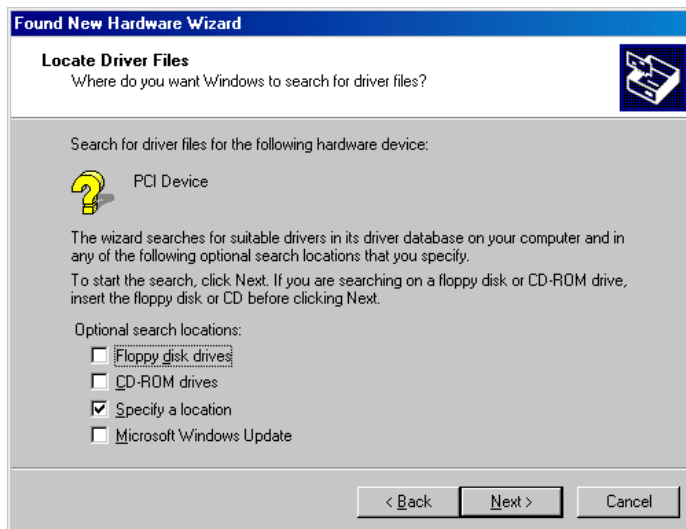 Found New Hardware Wizard
Locate Driver Files
Where do you want Windows to search for driver files?
Search for driver files for the following hardware device:
PCI Device
The wizard searches for suitable drivers in its driver database on your computer and in
any of the following optional search locations that you specify.
To start the search, click Next. If you are searching on a floppy disk or CD-ROM drive,
insert the floppy disk or CD before clicking Next.
Optional search locations:
Floppy disk drives
CD-ROM drives
Specify a location
Microsoft Windows Update
< Back Next > Cancel